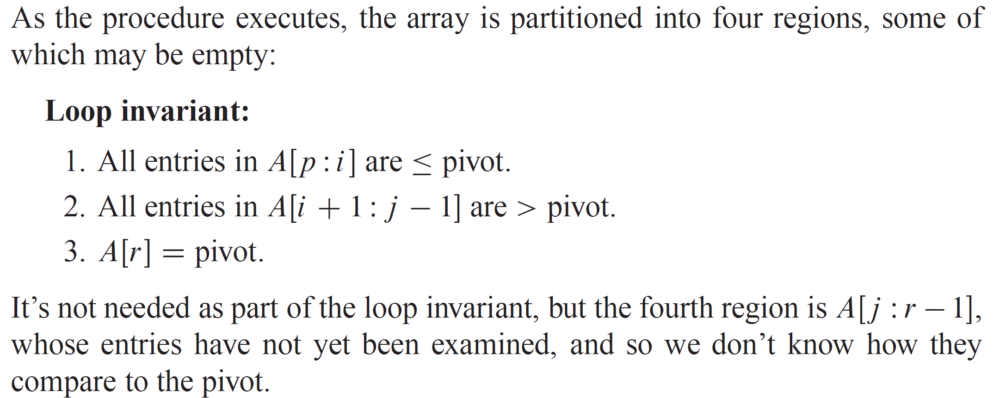 As the procedure executes, the array is partitioned into four regions, some of
which may be empty:
Loop invariant:
1. All entries in A[p : i] are ≤ pivot.
2. All entries in A[i + 1 : j − 1] are > pivot.
3. A[r] = pivot.
It’s not needed as part of the loop invariant, but the fourth region is A[j : r − 1],
whose entries have not yet been examined, and so we don’t know how they
compare to the pivot.